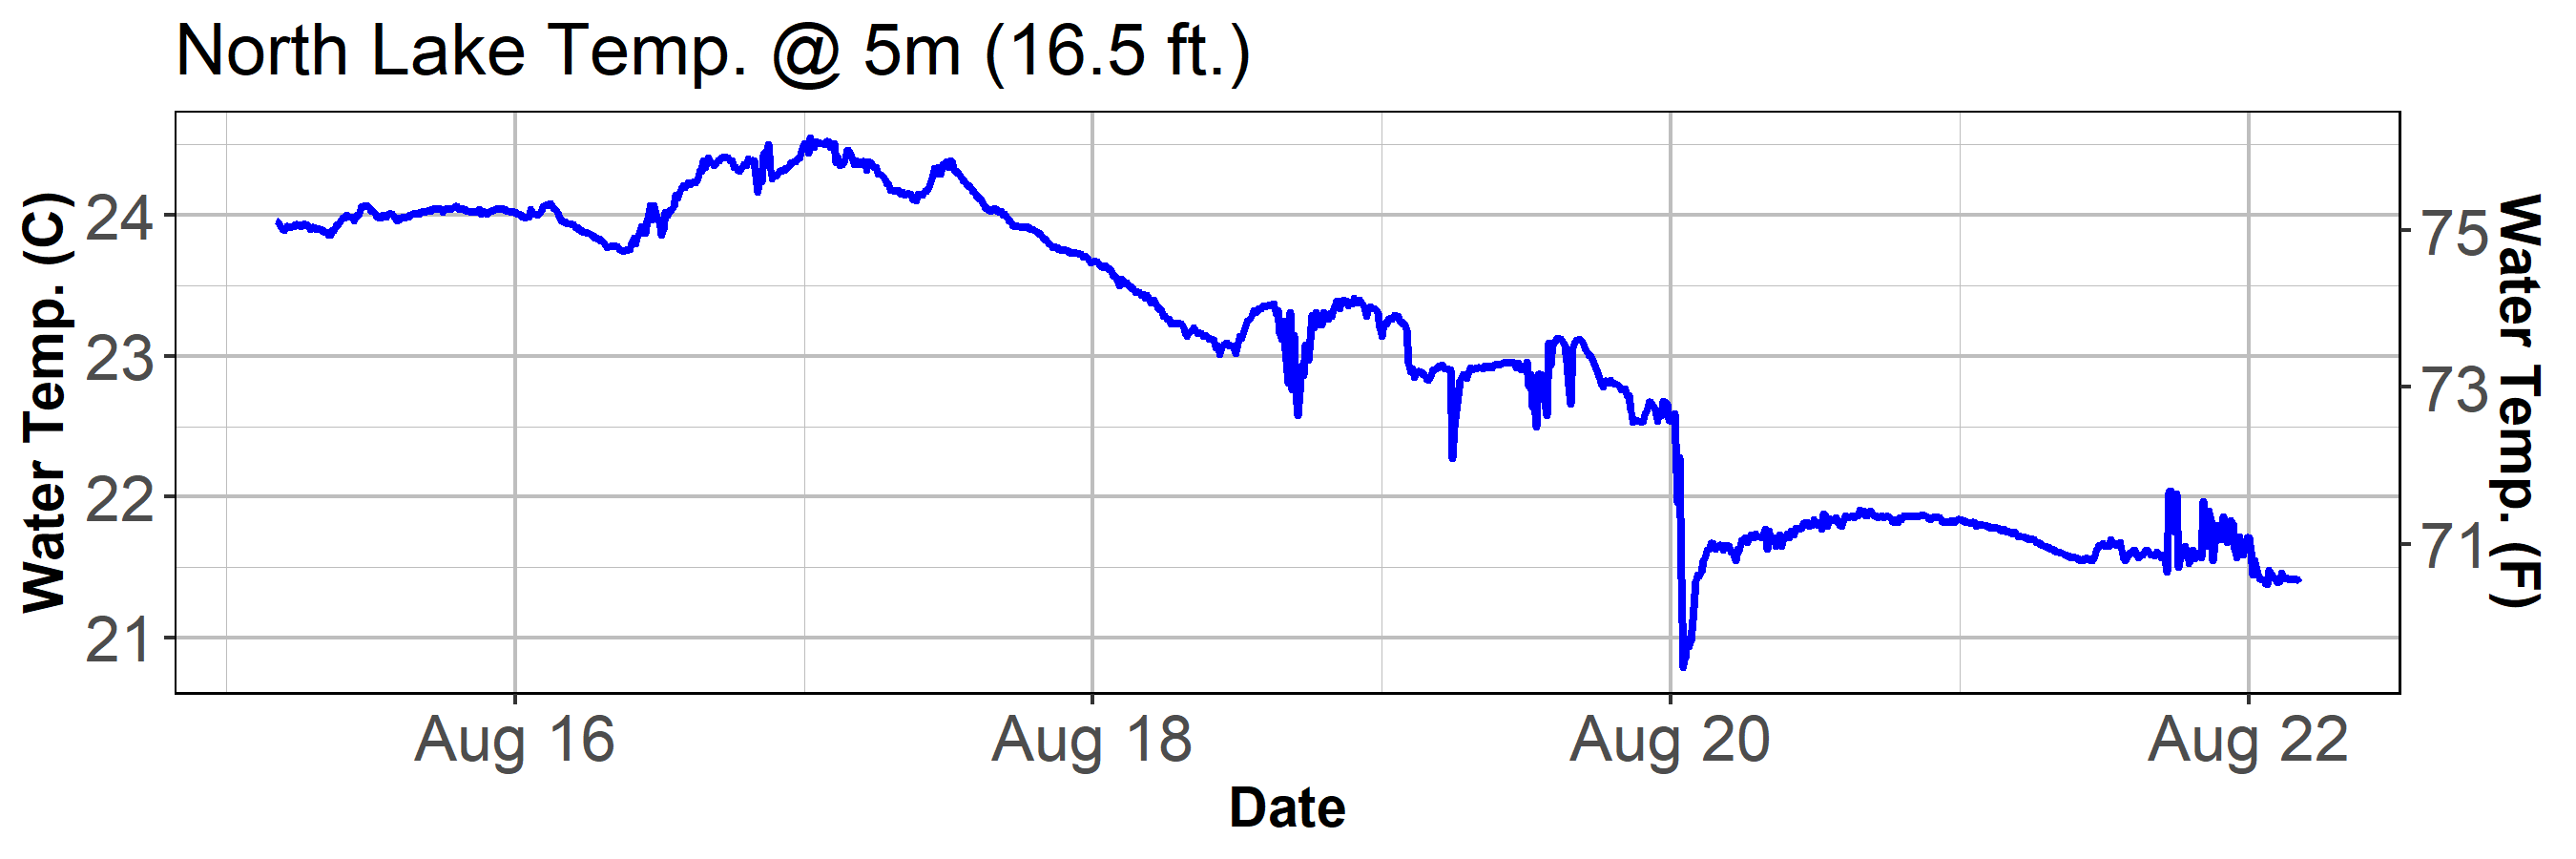 North Lake Temp. @ 5m (16.5 ft.)
Water Temp. (C)
24
23
22
21
75
73
71
Water Temp. (F)
Aug 16 Aug 18 Aug 20 Aug 22
Date